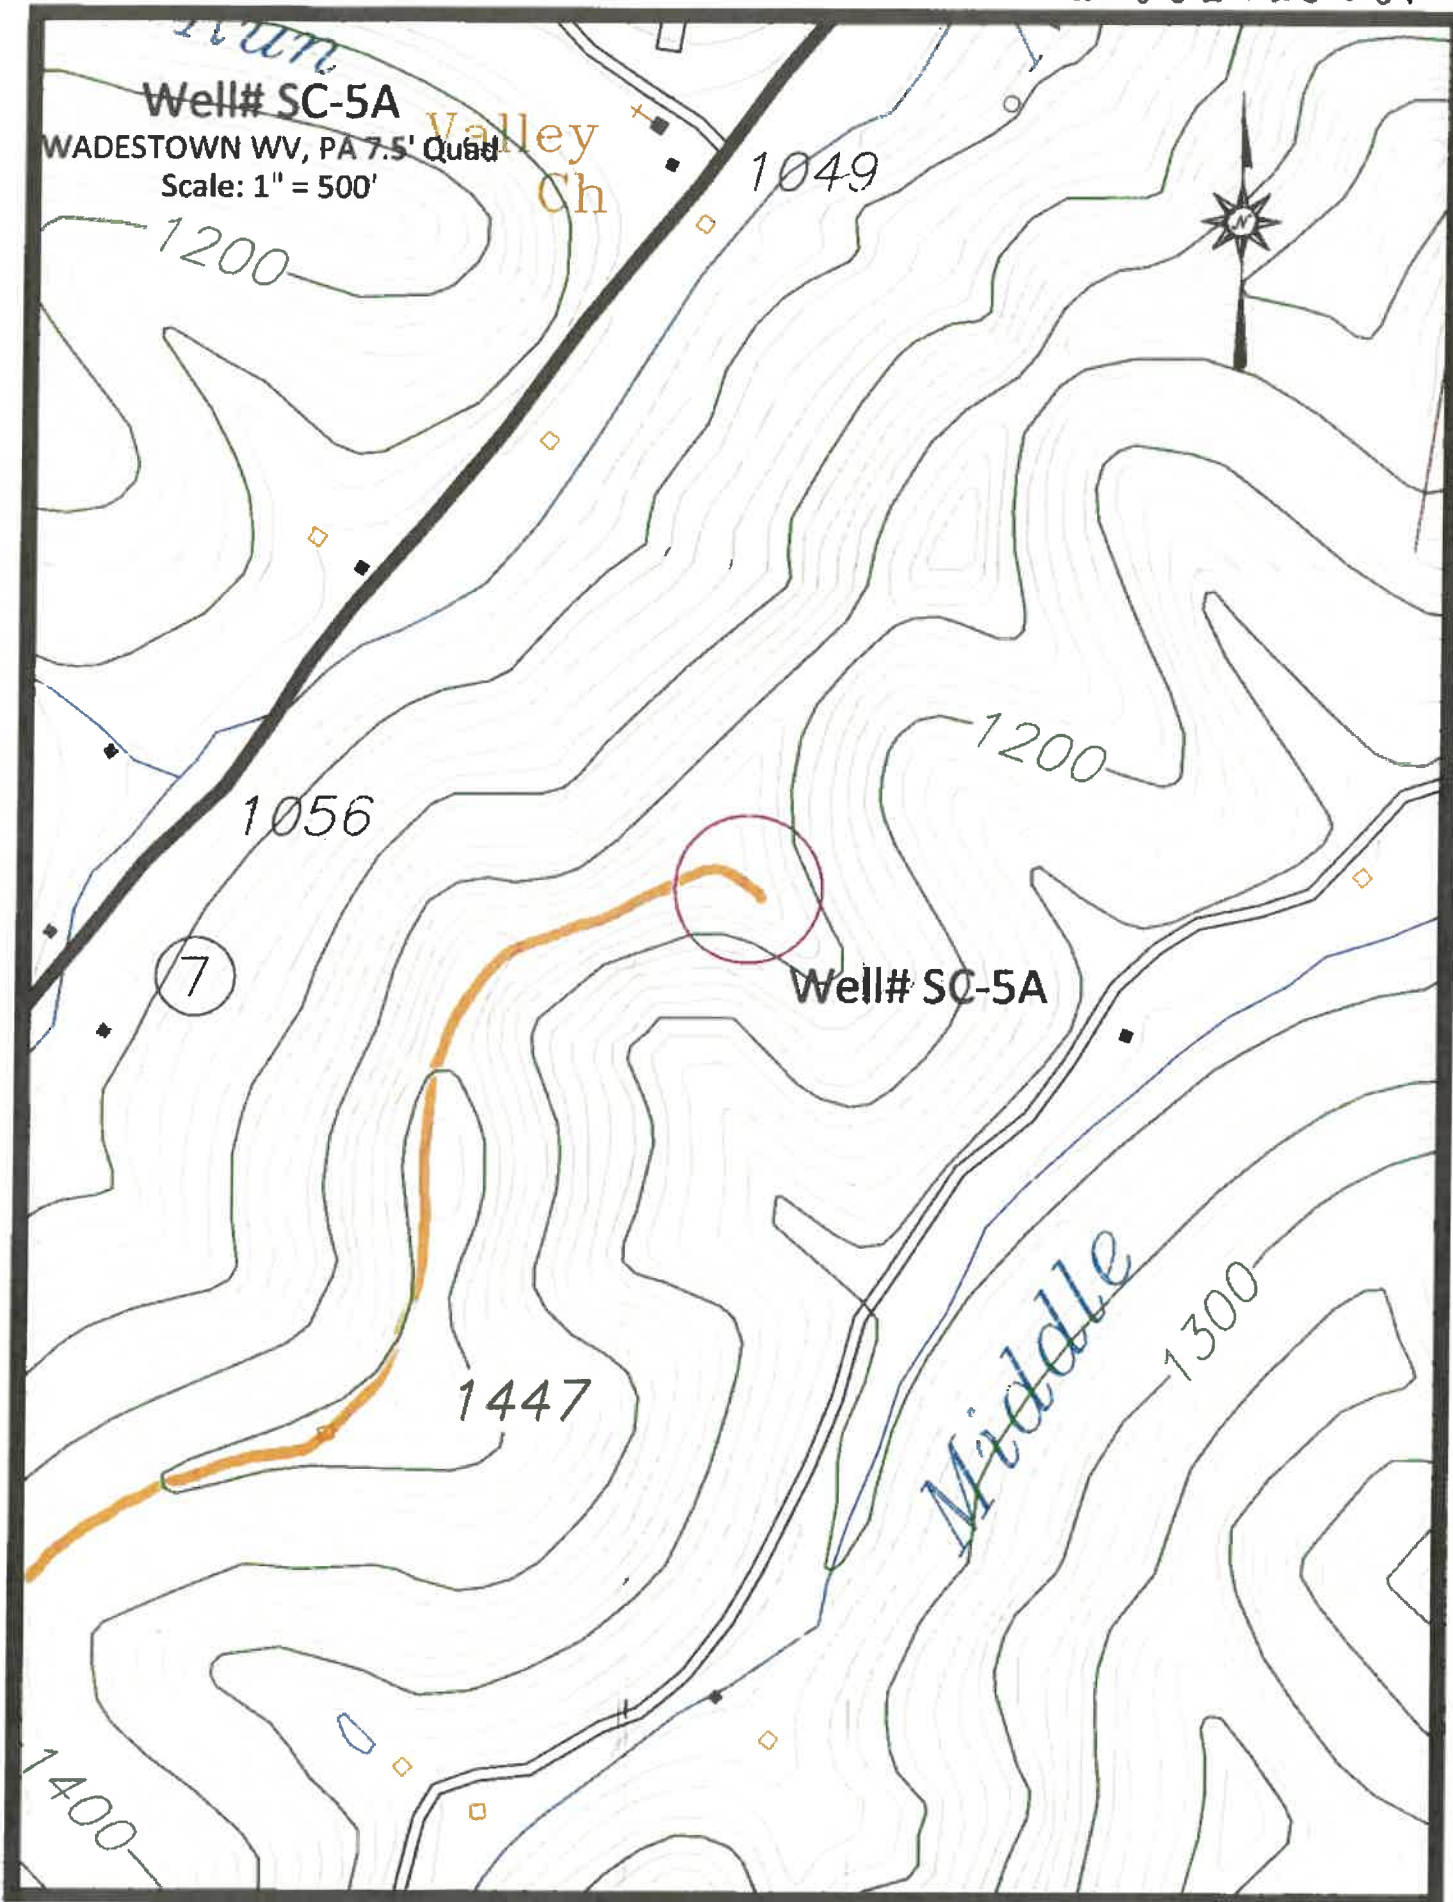 Run
Well# SC-5A
WADESTOWN WV, PA 7.5' Quad
Scale: 1" = 500'
Valley
Ch
1049
N
1200
1200
1056
7
Well# SC-5A
Middle
1300
1447
1400